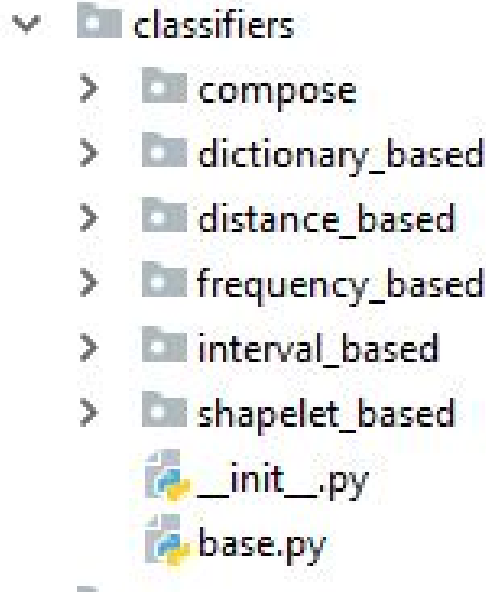 classifiers
compose
dictionary_based
distance_based
frequency_based
interval_based
shapelet_based
__init__.py
base.py